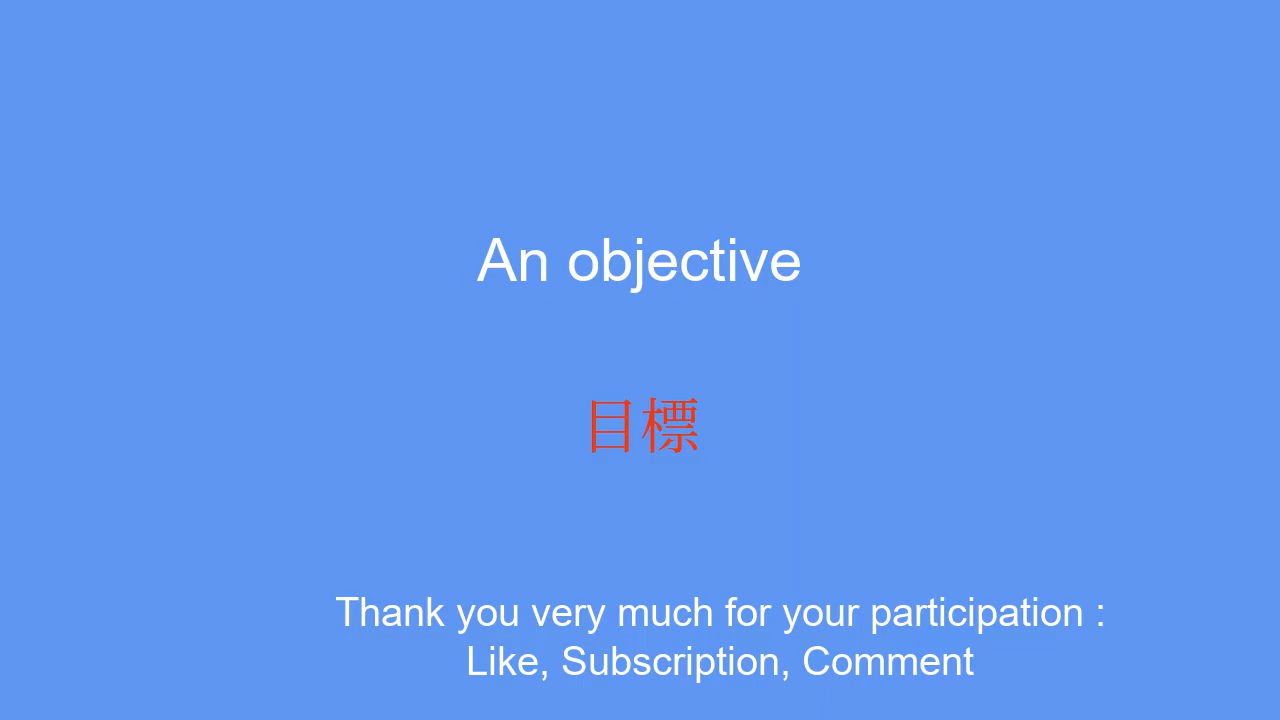 An objective
目標
Thank you very much for your participation :
Like, Subscription, Comment